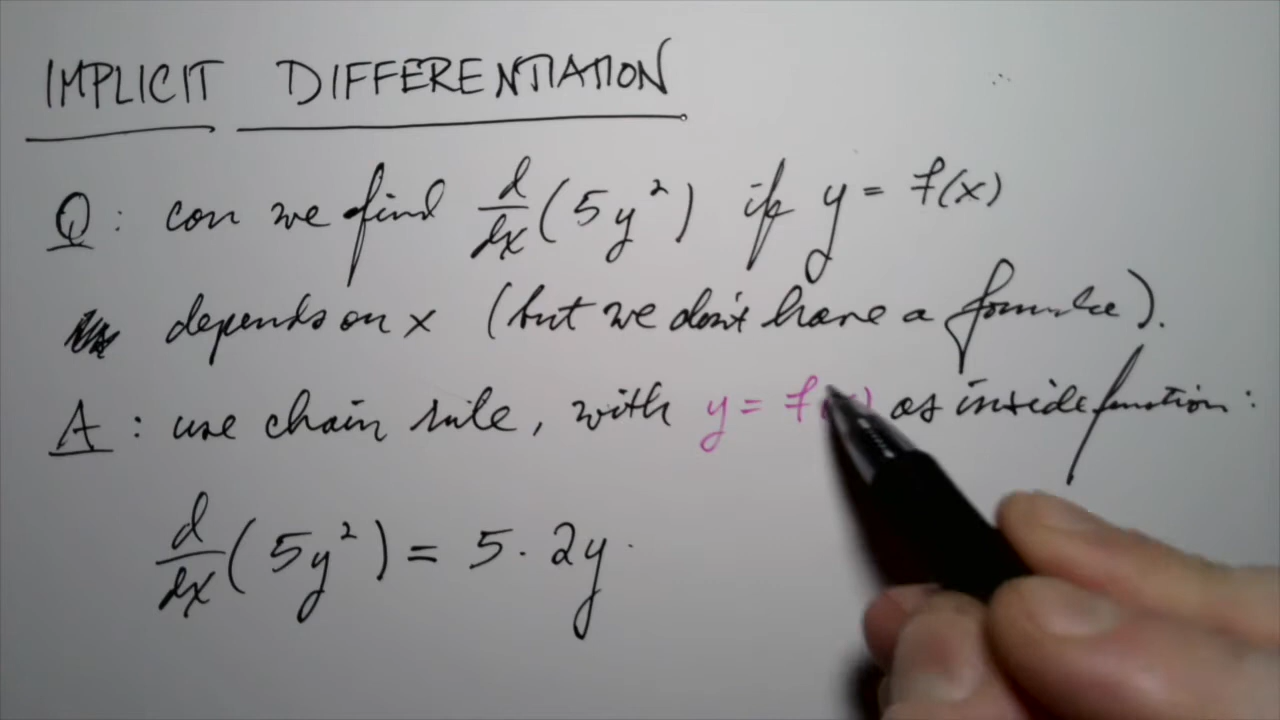 IMPLICIT DIFFERENTIATION
Q: can we find d/dx (5y²) if y = f(x)
depends on x (but we don't have a formula).
A: use chain rule, with y = f(x) as inside function:
d/dx (5y²) = 5 · 2y ·